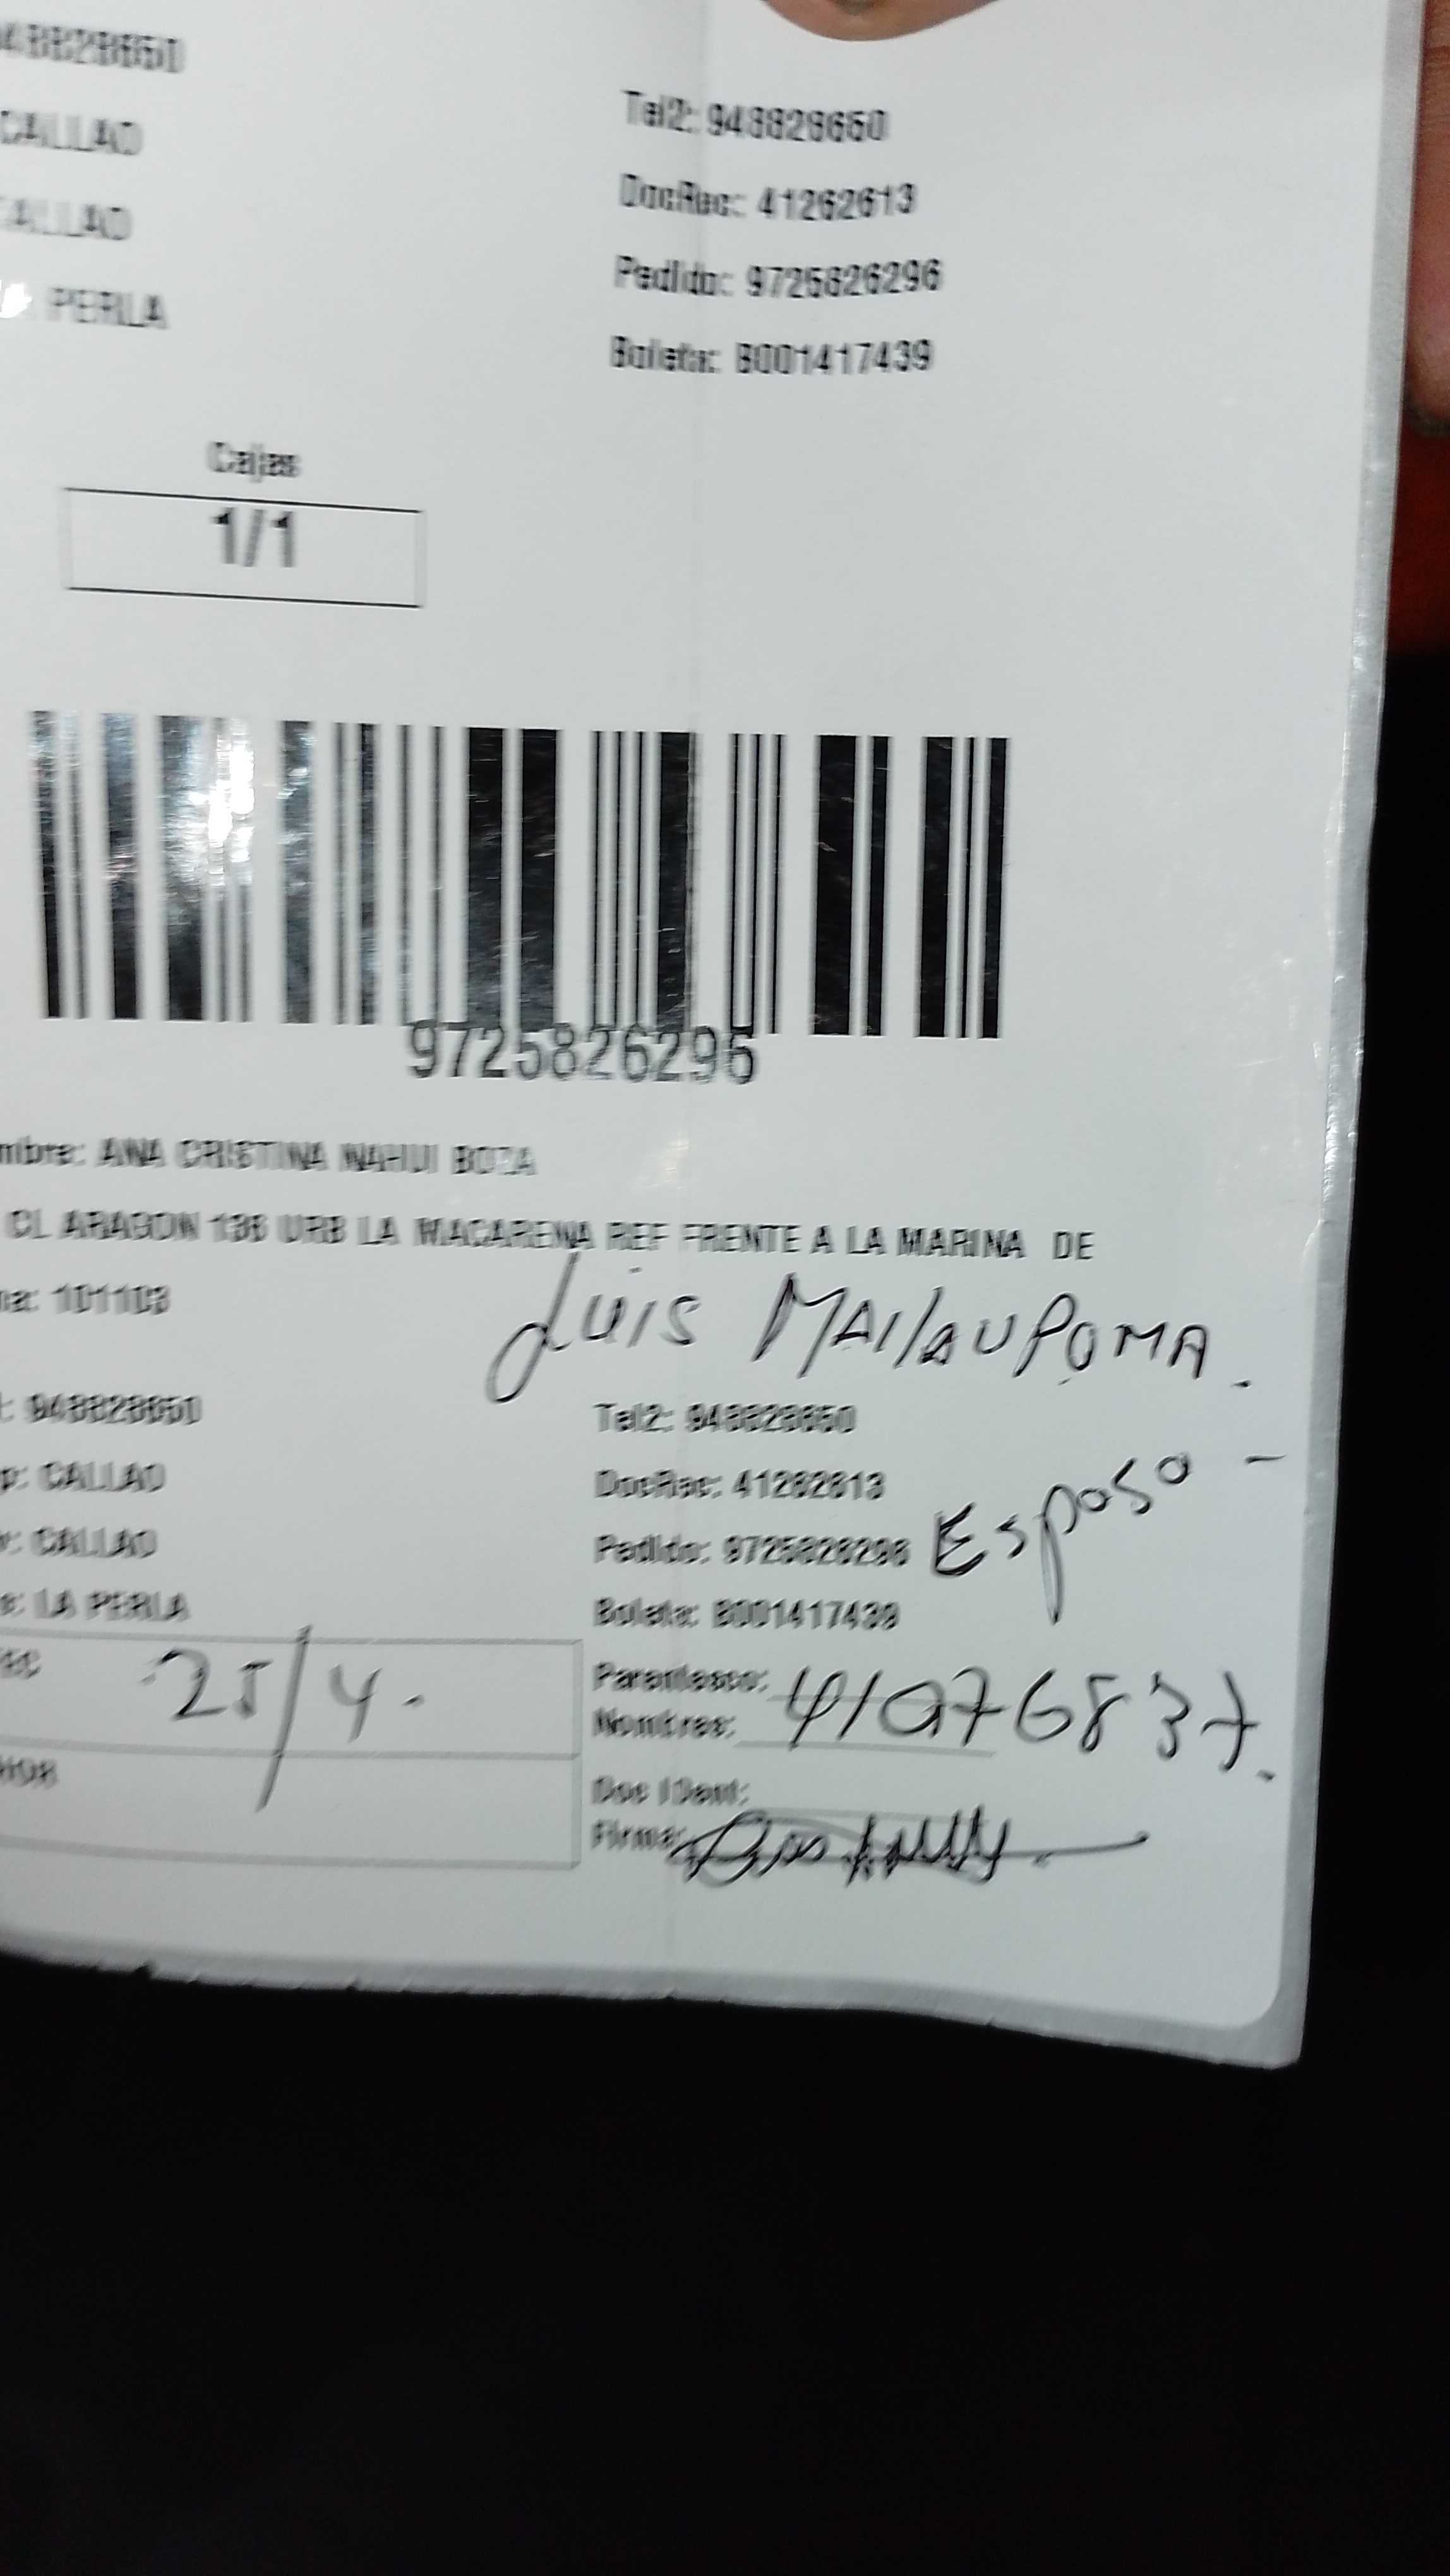 948828650
CALLAO
CALLAO
PERLA
Tel2: 948828650
DocRec: 41262613
Pedido: 9725826296
Boleta: B001417439
Cajas
1/1
9725826296
mbre: ANA CRISTINA NAHUI BOZA
CL ARAGON 136 URB LA MACARENA REF FRENTE A LA MARINA DE
na: 101103
LUIS MALLAUPOMA.
: 948828650
p: CALLAO
v: CALLAO
s: LA PERLA
Tel2: 948828650
DocRec: 41262613
Pedido: 9725826296
Boleta: B001417439
Esposo -
25/4.
Parentesco:
Nombres:
41076837.
Doc IDent:
Firma: